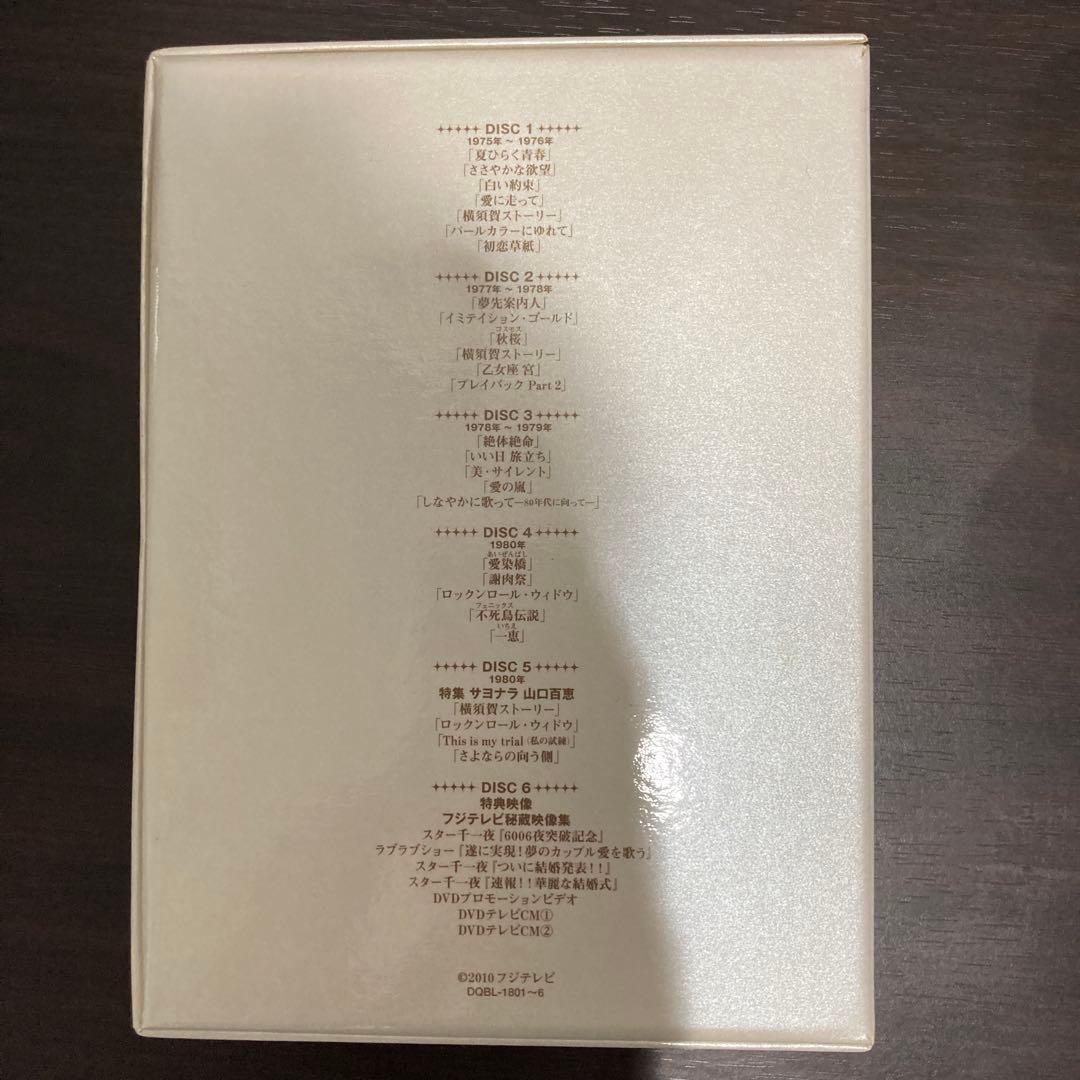 DISC 1
1975年～1976年
「夏ひらく青春」
「ささやかな欲望」
「白い約束」
「愛に走って」
「横須賀ストーリー」
「パールカラーにゆれて」
「初恋草紙」
DISC 2
1977年～1978年
「夢先案内人」
「イミテイション・ゴールド」
コスモス
「秋桜」
「横須賀ストーリー」
「乙女座 宮」
「プレイバック Part 2」
DISC 3
1978年～1979年
「絶体絶命」
「いい日 旅立ち」
「美・サイレント」
「愛の嵐」
「しなやかに歌って―80年代に向って―」
DISC 4
1980年
あいぜんばし
「愛染橋」
「謝肉祭」
「ロックンロール・ウィドウ」
フェニックス
「不死鳥伝説」
いちえ
「一恵」
DISC 5
1980年
特集 サヨナラ 山口百恵
「横須賀ストーリー」
「ロックンロール・ウィドウ」
「This is my trial (私の試練)」
「さよならの向う側」
DISC 6
特典映像
フジテレビ秘蔵映像集
スター千一夜『6006夜突破記念』
ラブラブショー『遂に実現！夢のカップル愛を歌う』
スター千一夜『ついに結婚発表！！』
スター千一夜『速報！！華麗な結婚式』
DVDプロモーションビデオ
DVDテレビCM①
DVDテレビCM②
©2010 フジテレビ
DQBL-1801～6